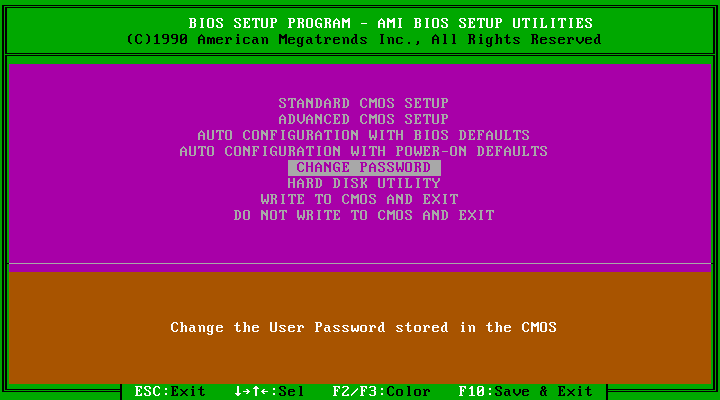 BIOS SETUP PROGRAM - AMI BIOS SETUP UTILITIES
(C)1990 American Megatrends Inc., All Rights Reserved
STANDARD CMOS SETUP
ADVANCED CMOS SETUP
AUTO CONFIGURATION WITH BIOS DEFAULTS
AUTO CONFIGURATION WITH POWER-ON DEFAULTS
CHANGE PASSWORD
HARD DISK UTILITY
WRITE TO CMOS AND EXIT
DO NOT WRITE TO CMOS AND EXIT
Change the User Password stored in the CMOS
ESC:Exit ↓→↑←:Sel F2/F3:Color F10:Save & Exit